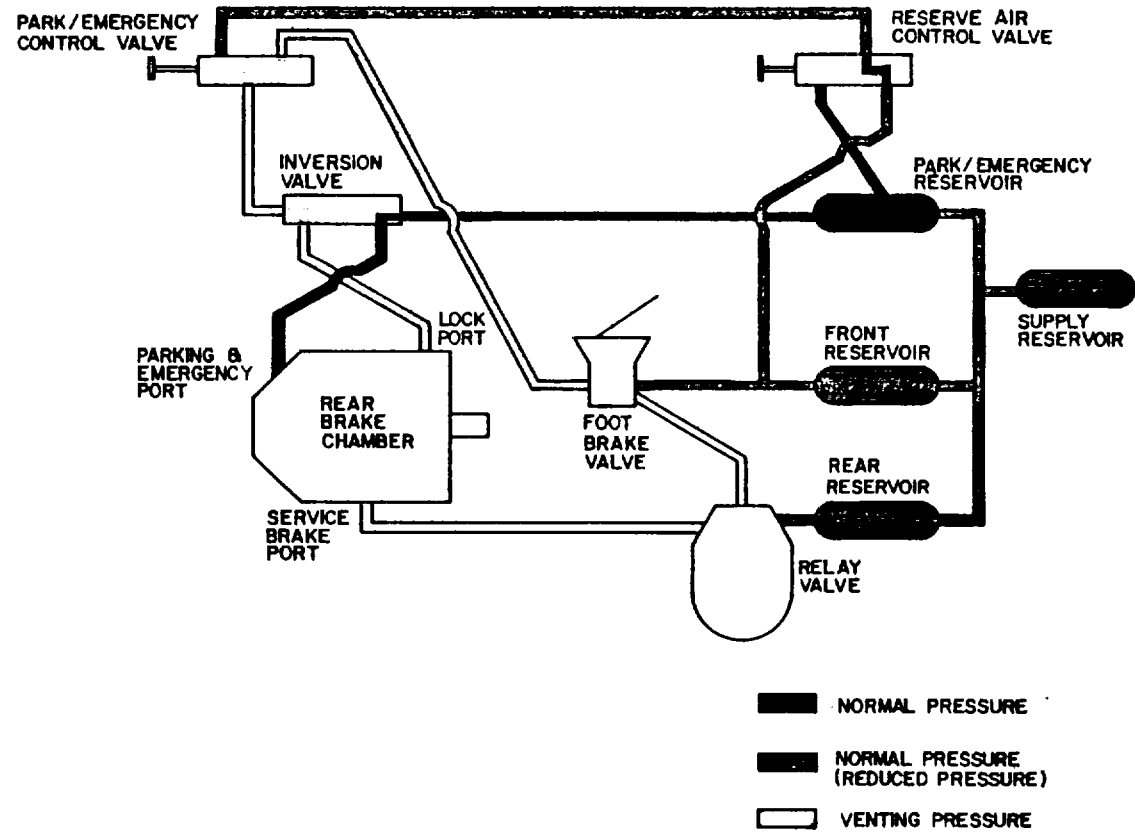 PARK/EMERGENCY
CONTROL VALVE
RESERVE AIR
CONTROL VALVE
INVERSION
VALVE
PARK/EMERGENCY
RESERVOIR
LOCK
PORT
SUPPLY
RESERVOIR
PARKING &
EMERGENCY
PORT
FRONT
RESERVOIR
REAR
BRAKE
CHAMBER
FOOT
BRAKE
VALVE
REAR
RESERVOIR
SERVICE
BRAKE
PORT
RELAY
VALVE
NORMAL PRESSURE
NORMAL PRESSURE
(REDUCED PRESSURE)
VENTING PRESSURE